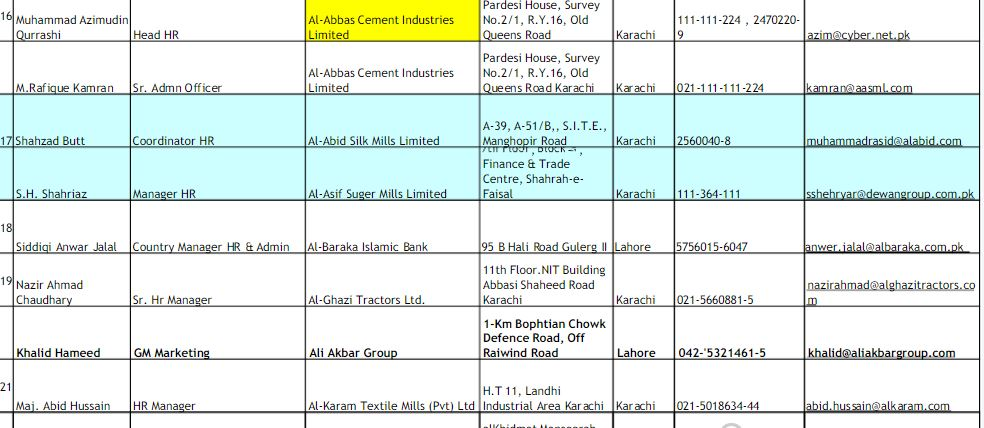 16 Muhammad Azimudin Qurrashi Head HR Al-Abbas Cement Industries Limited Pardesi House, Survey No.2/1, R.Y.16, Old Queens Road Karachi 111-111-224 , 2470220-9 azim@cyber.net.pk
M.Rafique Kamran Sr. Admn Officer Al-Abbas Cement Industries Limited Pardesi House, Survey No.2/1, R.Y.16, Old Queens Road Karachi Karachi 021-111-111-224 kamran@aasml.com
17 Shahzad Butt Coordinator HR Al-Abid Silk Mills Limited A-39, A-51/B,, S.I.T.E., Manghopir Road Karachi 2560040-8 muhammadrasid@alabid.com
S.H. Shahriaz Manager HR Al-Asif Suger Mills Limited Finance & Trade Centre, Shahrah-e-Faisal Karachi 111-364-111 sshehryar@dewangroup.com.pk
18 Siddiqi Anwar Jalal Country Manager HR & Admin Al-Baraka Islamic Bank 95 B Hali Road Gulerg II Lahore 5756015-6047 anwer.jalal@albaraka.com.pk
19 Nazir Ahmad Chaudhary Sr. Hr Manager Al-Ghazi Tractors Ltd. 11th Floor.NIT Building Abbasi Shaheed Road Karachi Karachi 021-5660881-5 nazirahmad@alghazitractors.com
Khalid Hameed GM Marketing Ali Akbar Group 1-Km Bophtian Chowk Defence Road, Off Raiwind Road Lahore 042-'5321461-5 khalid@aliakbargroup.com
21 Maj. Abid Hussain HR Manager Al-Karam Textile Mills (Pvt) Ltd H.T 11, Landhi Industrial Area Karachi Karachi 021-5018634-44 abid.hussain@alkaram.com